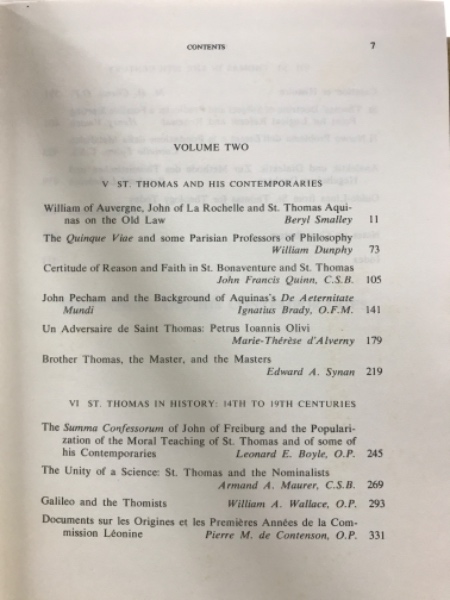 CONTENTS 7
VOLUME TWO
V ST. THOMAS AND HIS CONTEMPORARIES
William of Auvergne, John of La Rochelle and St. Thomas Aqui-
nas on the Old Law Beryl Smalley 11
The Quinque Viae and some Parisian Professors of Philosophy
William Dunphy 73
Certitude of Reason and Faith in St. Bonaventure and St. Thomas
John Francis Quinn, C.S.B. 105
John Pecham and the Background of Aquinas's De Aeternitate
Mundi Ignatius Brady, O.F.M. 141
Un Adversaire de Saint Thomas: Petrus Ioannis Olivi
Marie-Thérèse d'Alverny 179
Brother Thomas, the Master, and the Masters
Edward A. Synan 219
VI ST. THOMAS IN HISTORY: 14TH TO 19TH CENTURIES
The Summa Confessorum of John of Freiburg and the Populari-
zation of the Moral Teaching of St. Thomas and of some of
his Contemporaries Leonard E. Boyle, O.P. 245
The Unity of a Science: St. Thomas and the Nominalists
Armand A. Maurer, C.S.B. 269
Galileo and the Thomists William A. Wallace, O.P. 293
Documents sur les Origines et les Premières Années de la Com-
mission Léonine Pierre M. de Contenson, O.P. 331